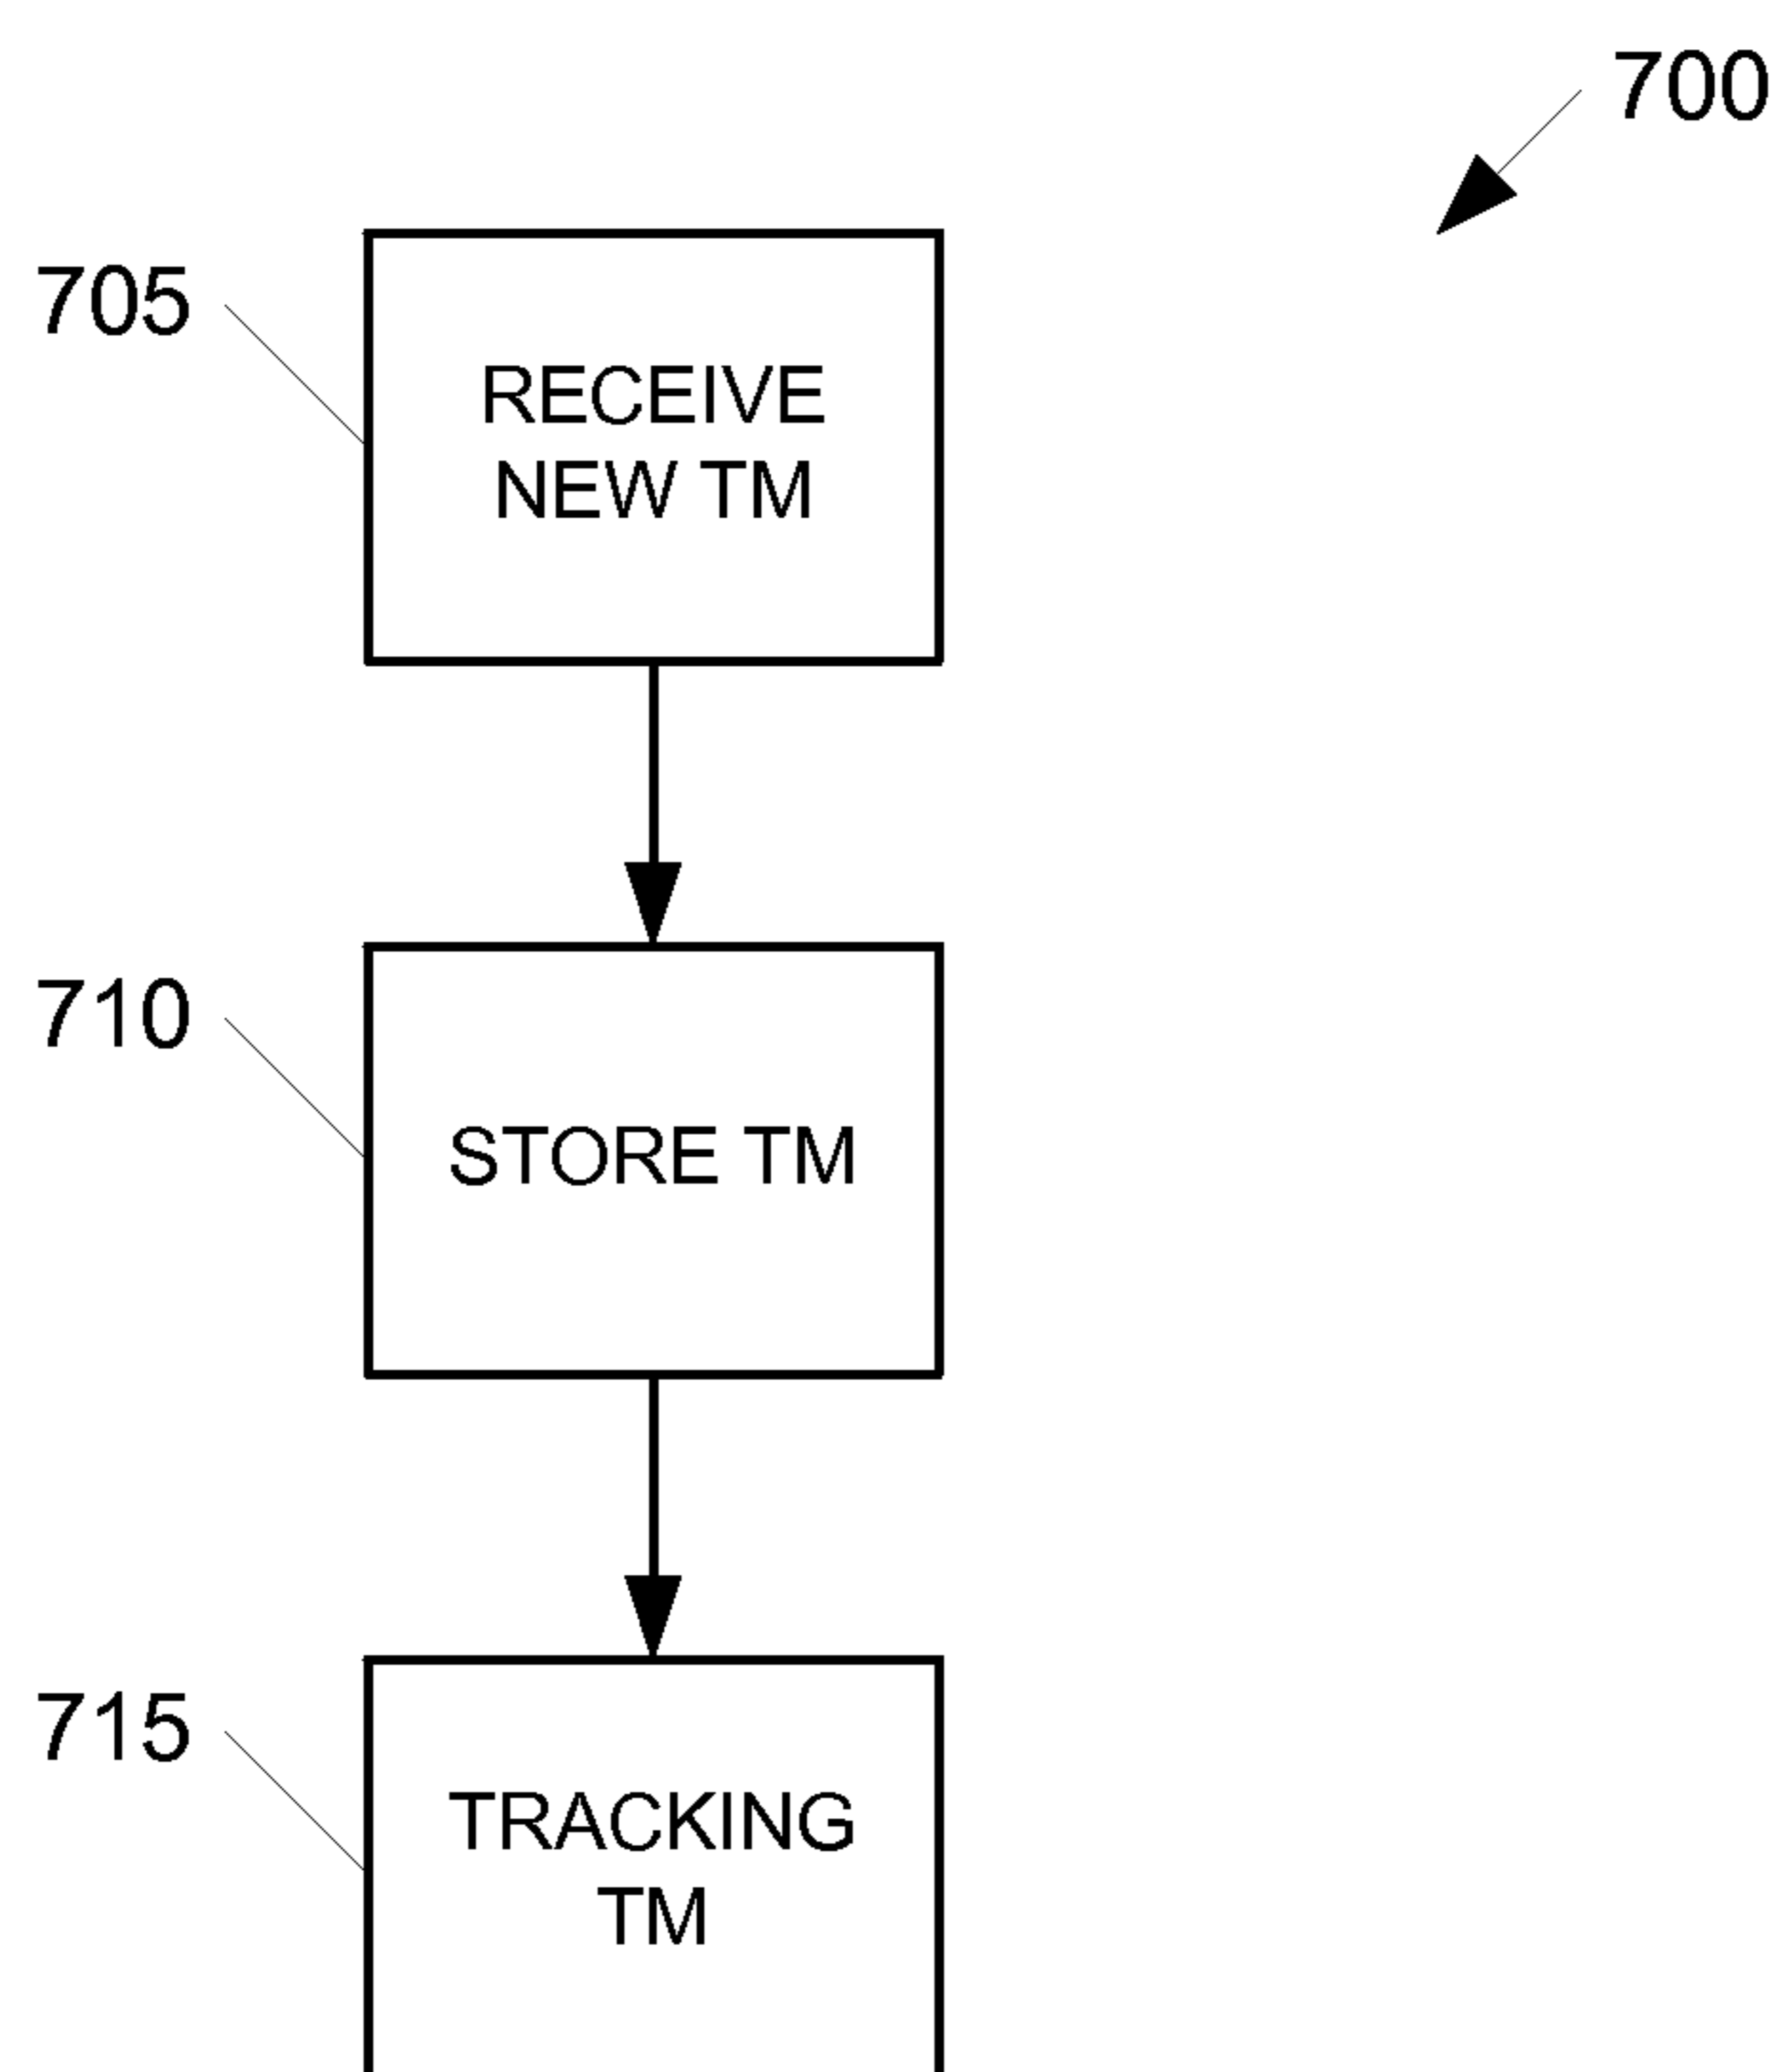 700
705
RECEIVE
NEW TM
710
STORE TM
715
TRACKING
TM